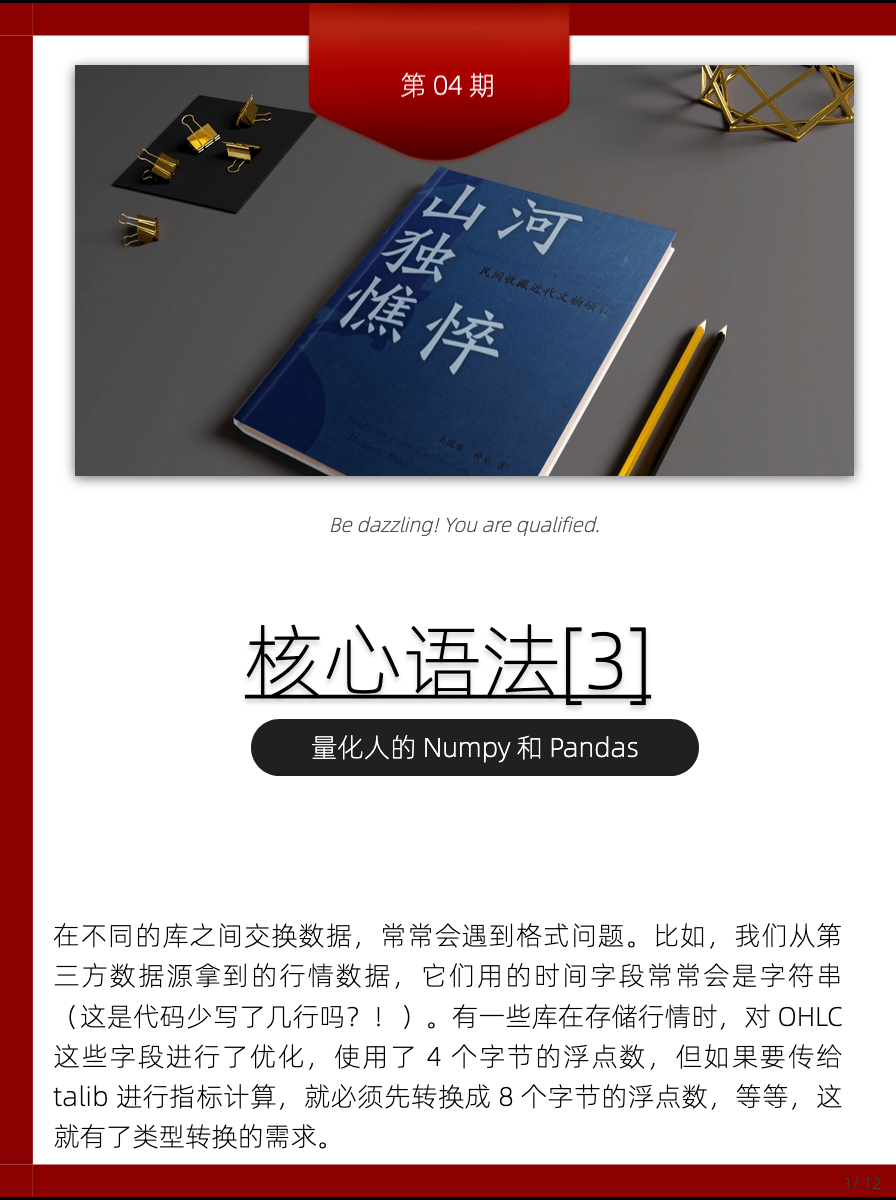 第 04 期
山河
独
憔悴
民间收藏近代文物
Be dazzling! You are qualified.
核心语法[3]
量化人的 Numpy 和 Pandas
在不同的库之间交换数据，常常会遇到格式问题。比如，我们从第
三方数据源拿到的行情数据，它们用的时间字段常常会是字符串
（这是代码少写了几行吗？！）。有一些库在存储行情时，对 OHLC
这些字段进行了优化，使用了 4 个字节的浮点数，但如果要传给
talib 进行指标计算，就必须先转换成 8 个字节的浮点数，等等，这
就有了类型转换的需求。
1/ 12